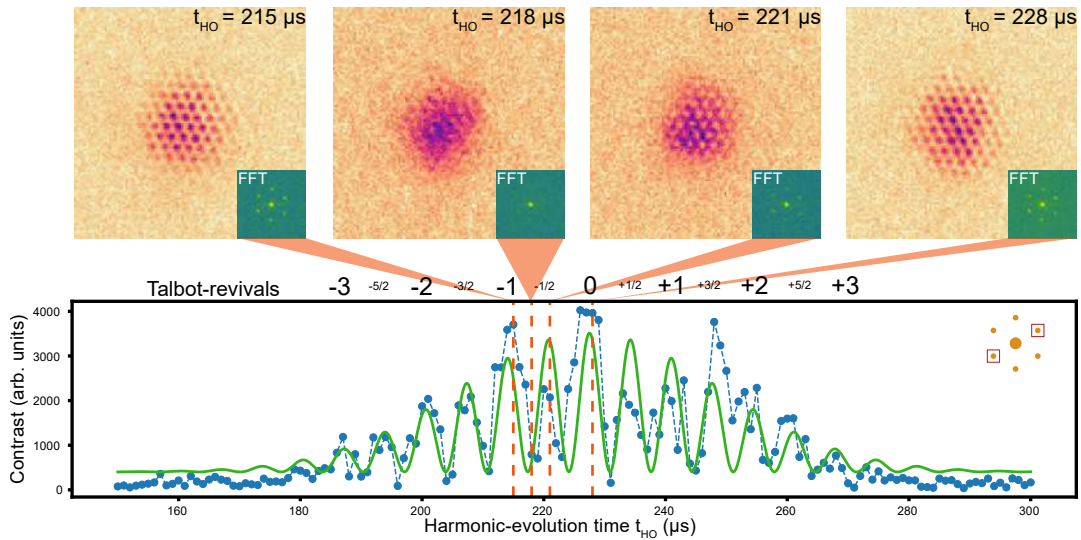 t_HO = 215 µs
t_HO = 218 µs
t_HO = 221 µs
t_HO = 228 µs
FFT
FFT
FFT
FFT
Talbot-revivals -3 -5/2 -2 -3/2 -1 -1/2 0 +1/2 +1 +3/2 +2 +5/2 +3
Contrast (arb. units)
4000
3000
2000
1000
0
160 180 200 220 240 260 280 300
Harmonic-evolution time t_HO (µs)